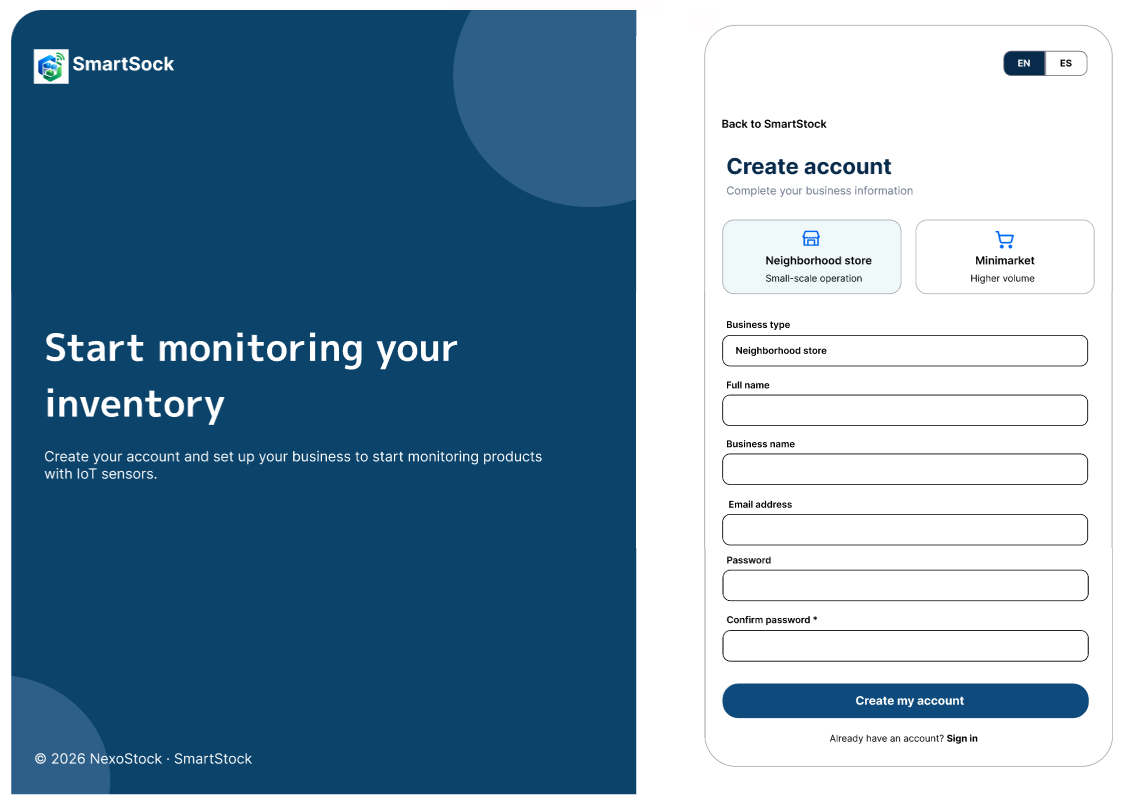 SmartSock
Start monitoring your
inventory
Create your account and set up your business to start monitoring products
with IoT sensors.
© 2026 NexoStock · SmartStock
EN ES
Back to SmartStock
Create account
Complete your business information
Neighborhood store
Small-scale operation
Minimarket
Higher volume
Business type
Neighborhood store
Full name
Business name
Email address
Password
Confirm password *
Create my account
Already have an account? Sign in